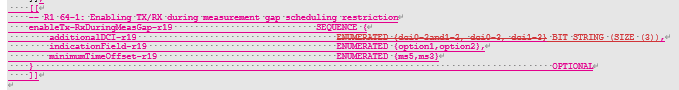 [[
-- R1 64-1: Enabling TX/RX during measurement gap scheduling restriction
enableTx-RxDuringMeasGap-r19 SEQUENCE {
additionalDCI-r19 ENUMERATED {dci0-2and1-2, dci0-2, dci1-2} BIT STRING (SIZE (3)),
indicationField-r19 ENUMERATED {option1,option2},
minimumTimeOffset-r19 ENUMERATED {ms5,ms3}
} OPTIONAL
]]